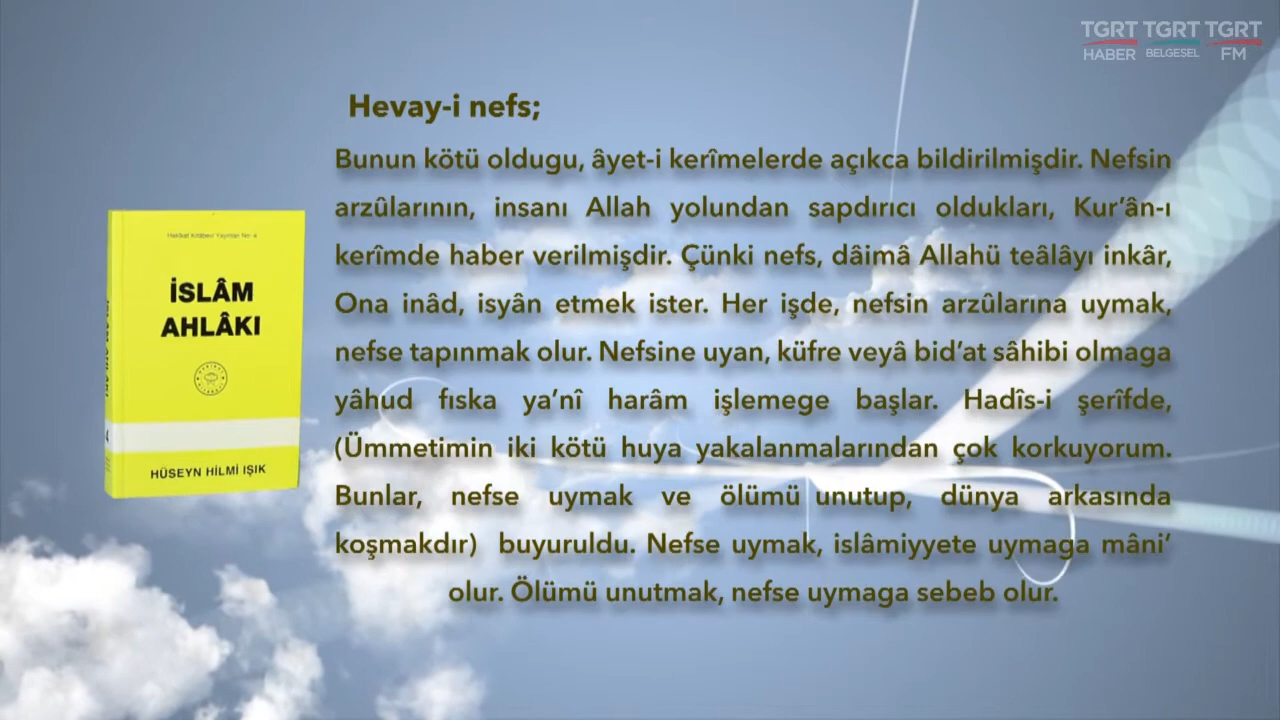 TGRT TGRT TGRT
HABER BELGESEL FM
Hevay-i nefs;
Bunun kötü oldugu, âyet-i kerîmelerde açıkca bildirilmişdir. Nefsin
arzûlarının, insanı Allah yolundan sapdırıcı oldukları, Kur’ân-ı
kerîmde haber verilmişdir. Çünki nefs, dâimâ Allahü teâlâyı inkâr,
Ona inâd, isyân etmek ister. Her işde, nefsin arzûlarına uymak,
nefse tapınmak olur. Nefsine uyan, küfre veyâ bid’at sâhibi olmaga
yâhud fıska ya’nî harâm işlemege başlar. Hadîs-i şerîfde,
(Ümmetimin iki kötü huya yakalanmalarından çok korkuyorum.
Bunlar, nefse uymak ve ölümü unutup, dünya arkasında
koşmakdır) buyuruldu. Nefse uymak, islâmiyyete uymaga mâni’
olur. Ölümü unutmak, nefse uymaga sebeb olur.
Hakîkat Kitâbevi Yayınları No: 4
İSLÂM
AHLÂKI
HÜSEYN HİLMİ IŞIK